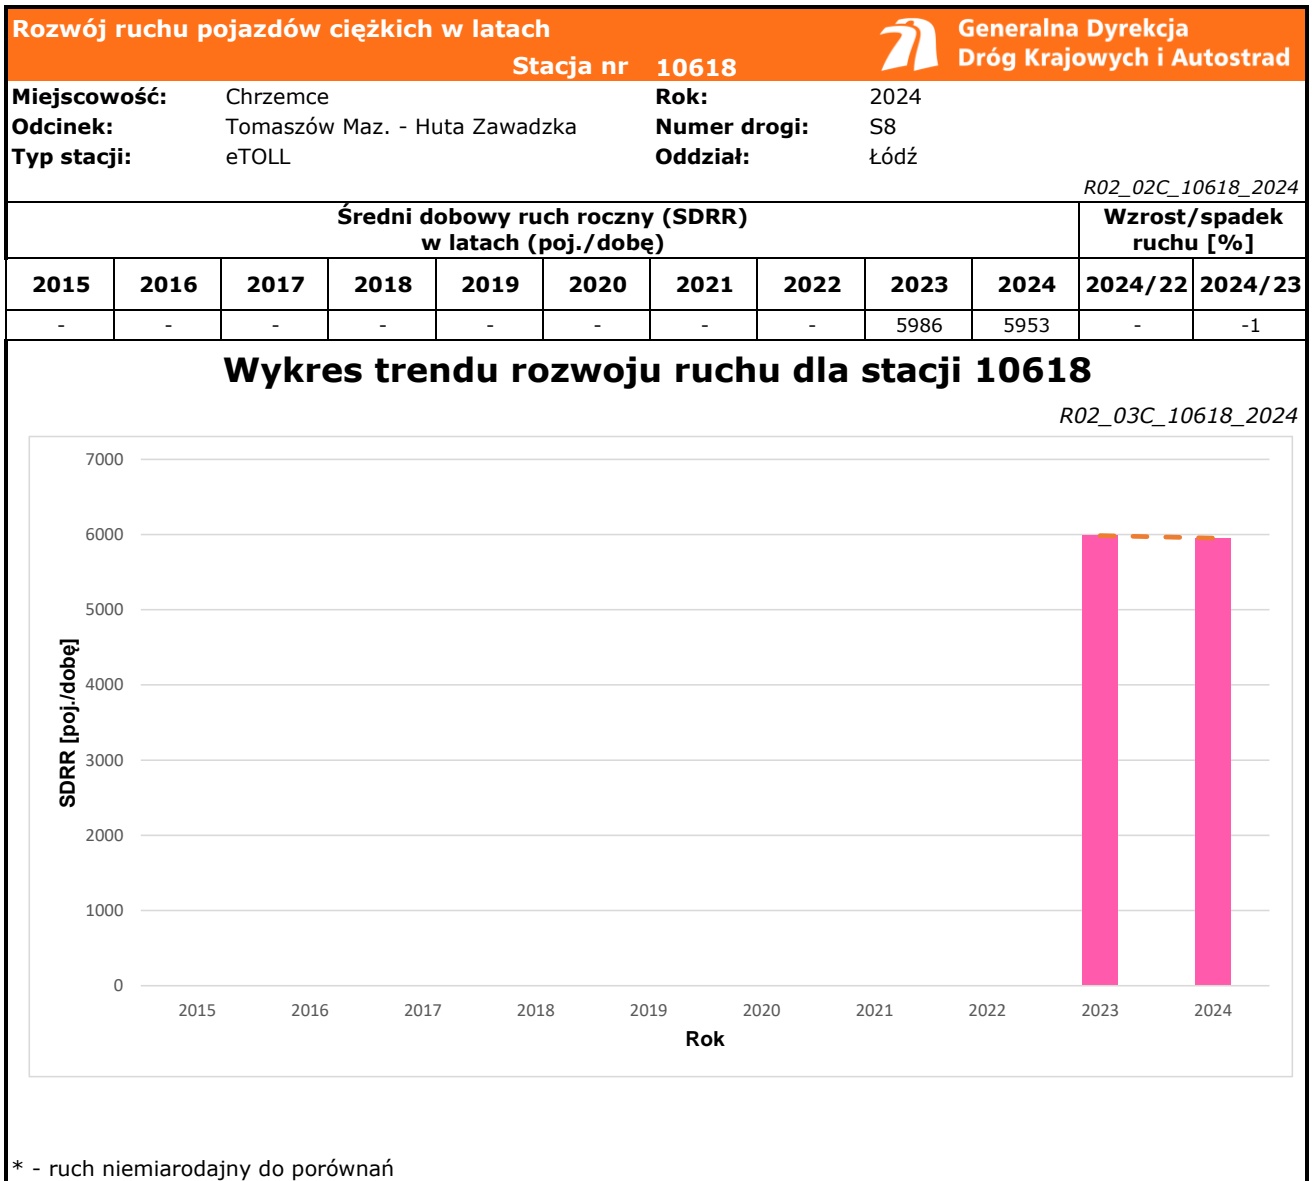 Rozwój ruchu pojazdów ciężkich w latach
Stacja nr 10618
Generalna Dyrekcja
Dróg Krajowych i Autostrad
Miejscowość: Chrzemce Rok: 2024
Odcinek: Tomaszów Maz. - Huta Zawadzka Numer drogi: S8
Typ stacji: eTOLL Oddział: Łódź
R02_02C_10618_2024
Średni dobowy ruch roczny (SDRR)
w latach (poj./dobę)
Wzrost/spadek
ruchu [%]
2015 2016 2017 2018 2019 2020 2021 2022 2023 2024 2024/22 2024/23
- - - - - - - - 5986 5953 - -1
Wykres trendu rozwoju ruchu dla stacji 10618
R02_03C_10618_2024
7000
6000
5000
4000
3000
2000
1000
0
SDRR [poj./dobę]
2015 2016 2017 2018 2019 2020 2021 2022 2023 2024
Rok
* - ruch niemiarodajny do porównań